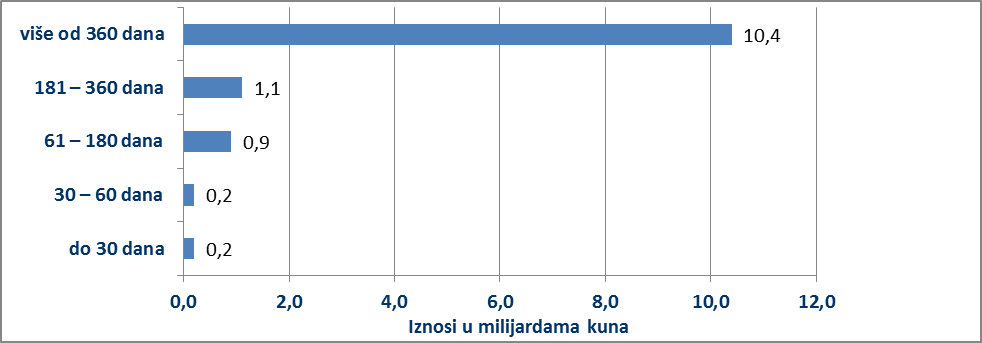 više od 360 dana 10,4
181 – 360 dana 1,1
61 – 180 dana 0,9
30 – 60 dana 0,2
do 30 dana 0,2
0,0 2,0 4,0 6,0 8,0 10,0 12,0
Iznosi u milijardama kuna